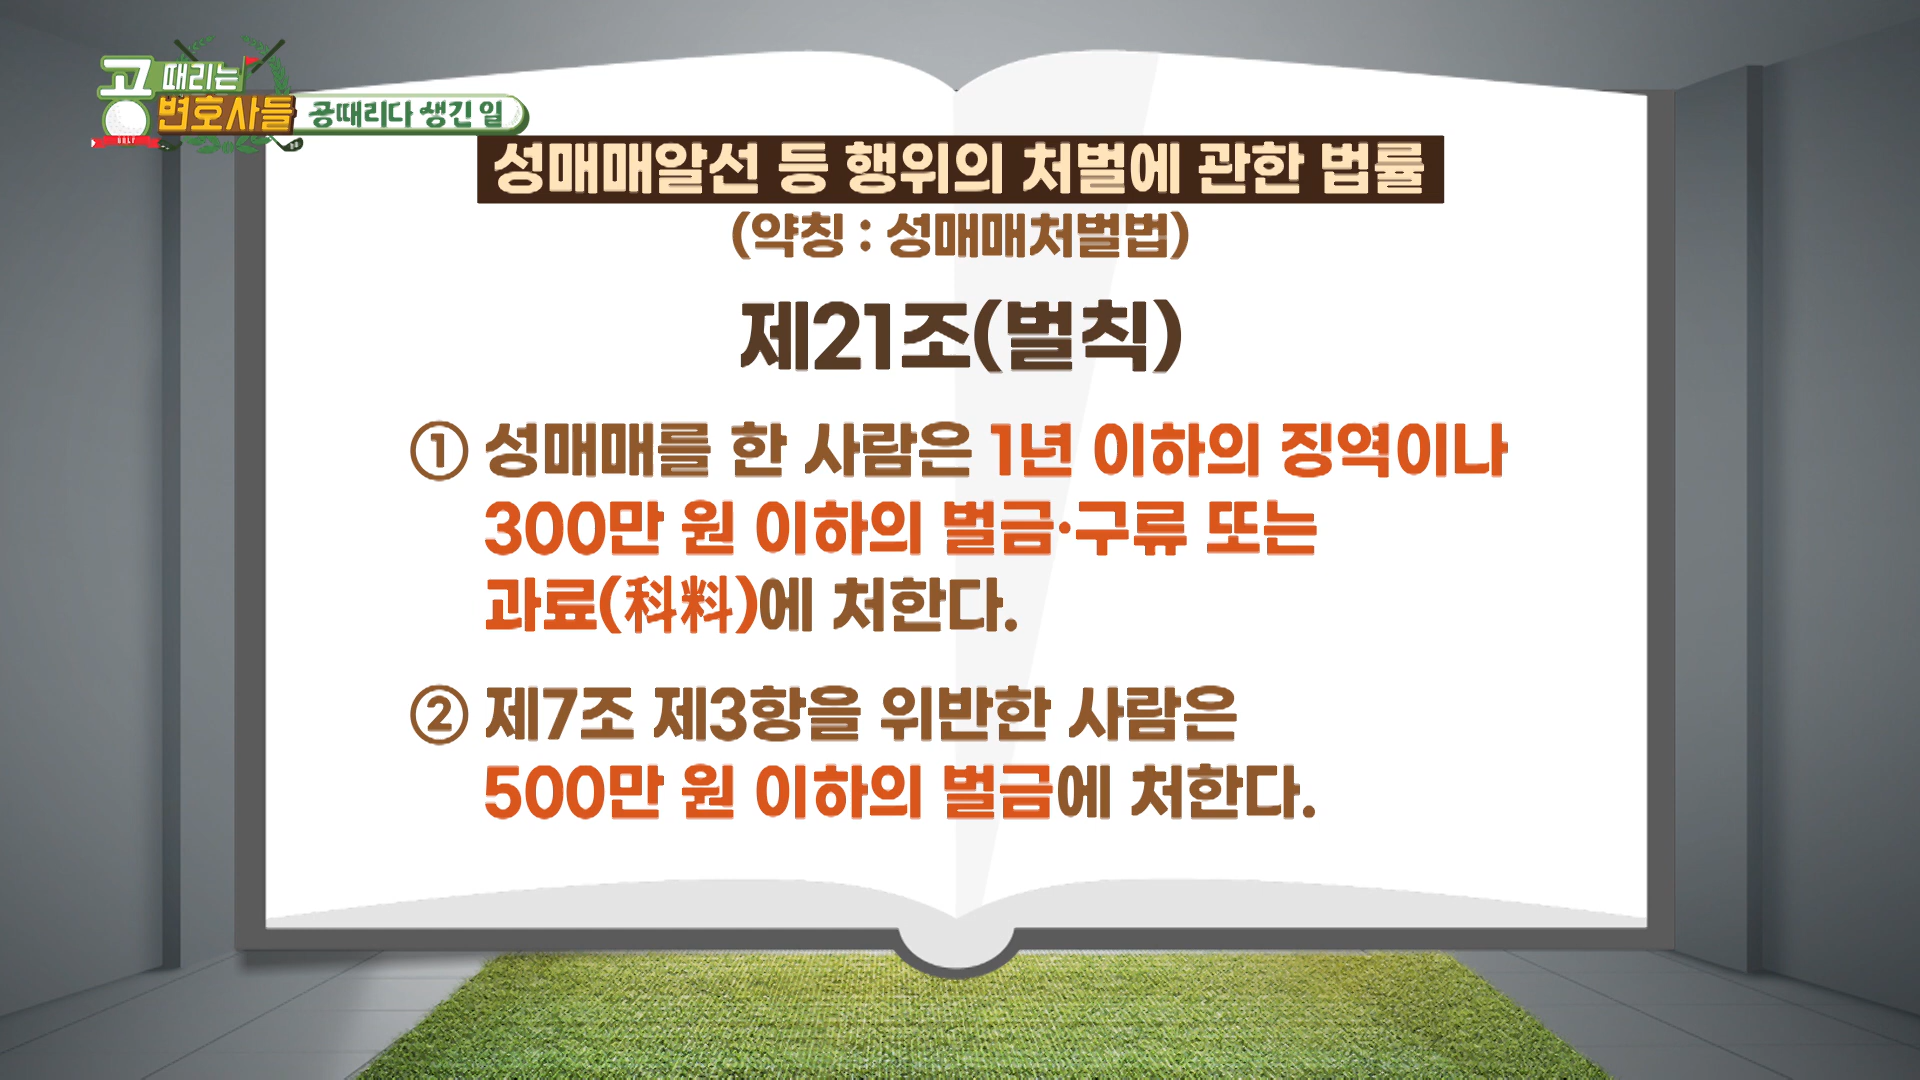 공때리는
변호사들 공때리다 생긴 일
GOLF
성매매알선 등 행위의 처벌에 관한 법률
(약칭 : 성매매처벌법)
제21조(벌칙)
① 성매매를 한 사람은 1년 이하의 징역이나
300만 원 이하의 벌금·구류 또는
과료(科料)에 처한다.
② 제7조 제3항을 위반한 사람은
500만 원 이하의 벌금에 처한다.